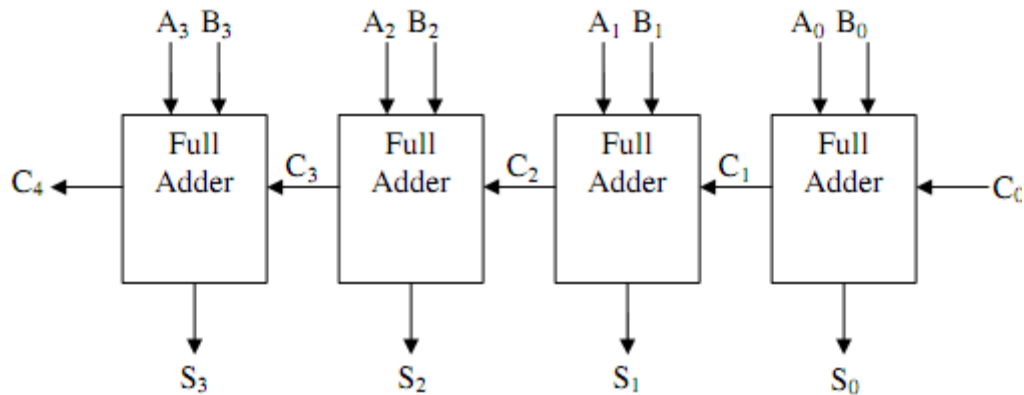 A₃ B₃ A₂ B₂ A₁ B₁ A₀ B₀
Full Full Full Full
C₄ Adder C₃ Adder C₂ Adder C₁ Adder C₀
S₃ S₂ S₁ S₀